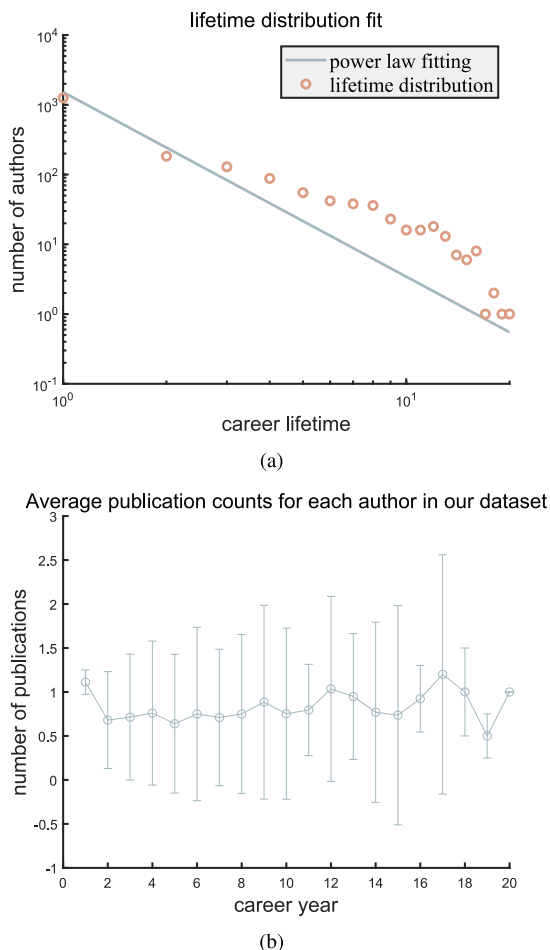 lifetime distribution fit
10^4
power law fitting
lifetime distribution
10^3
10^2
10^1
10^0
10^-1
number of authors
10^0
10^1
career lifetime
(a)
Average publication counts for each author in our dataset
3
2.5
2
1.5
1
0.5
0
-0.5
-1
number of publications
0 2 4 6 8 10 12 14 16 18 20
career year
(b)